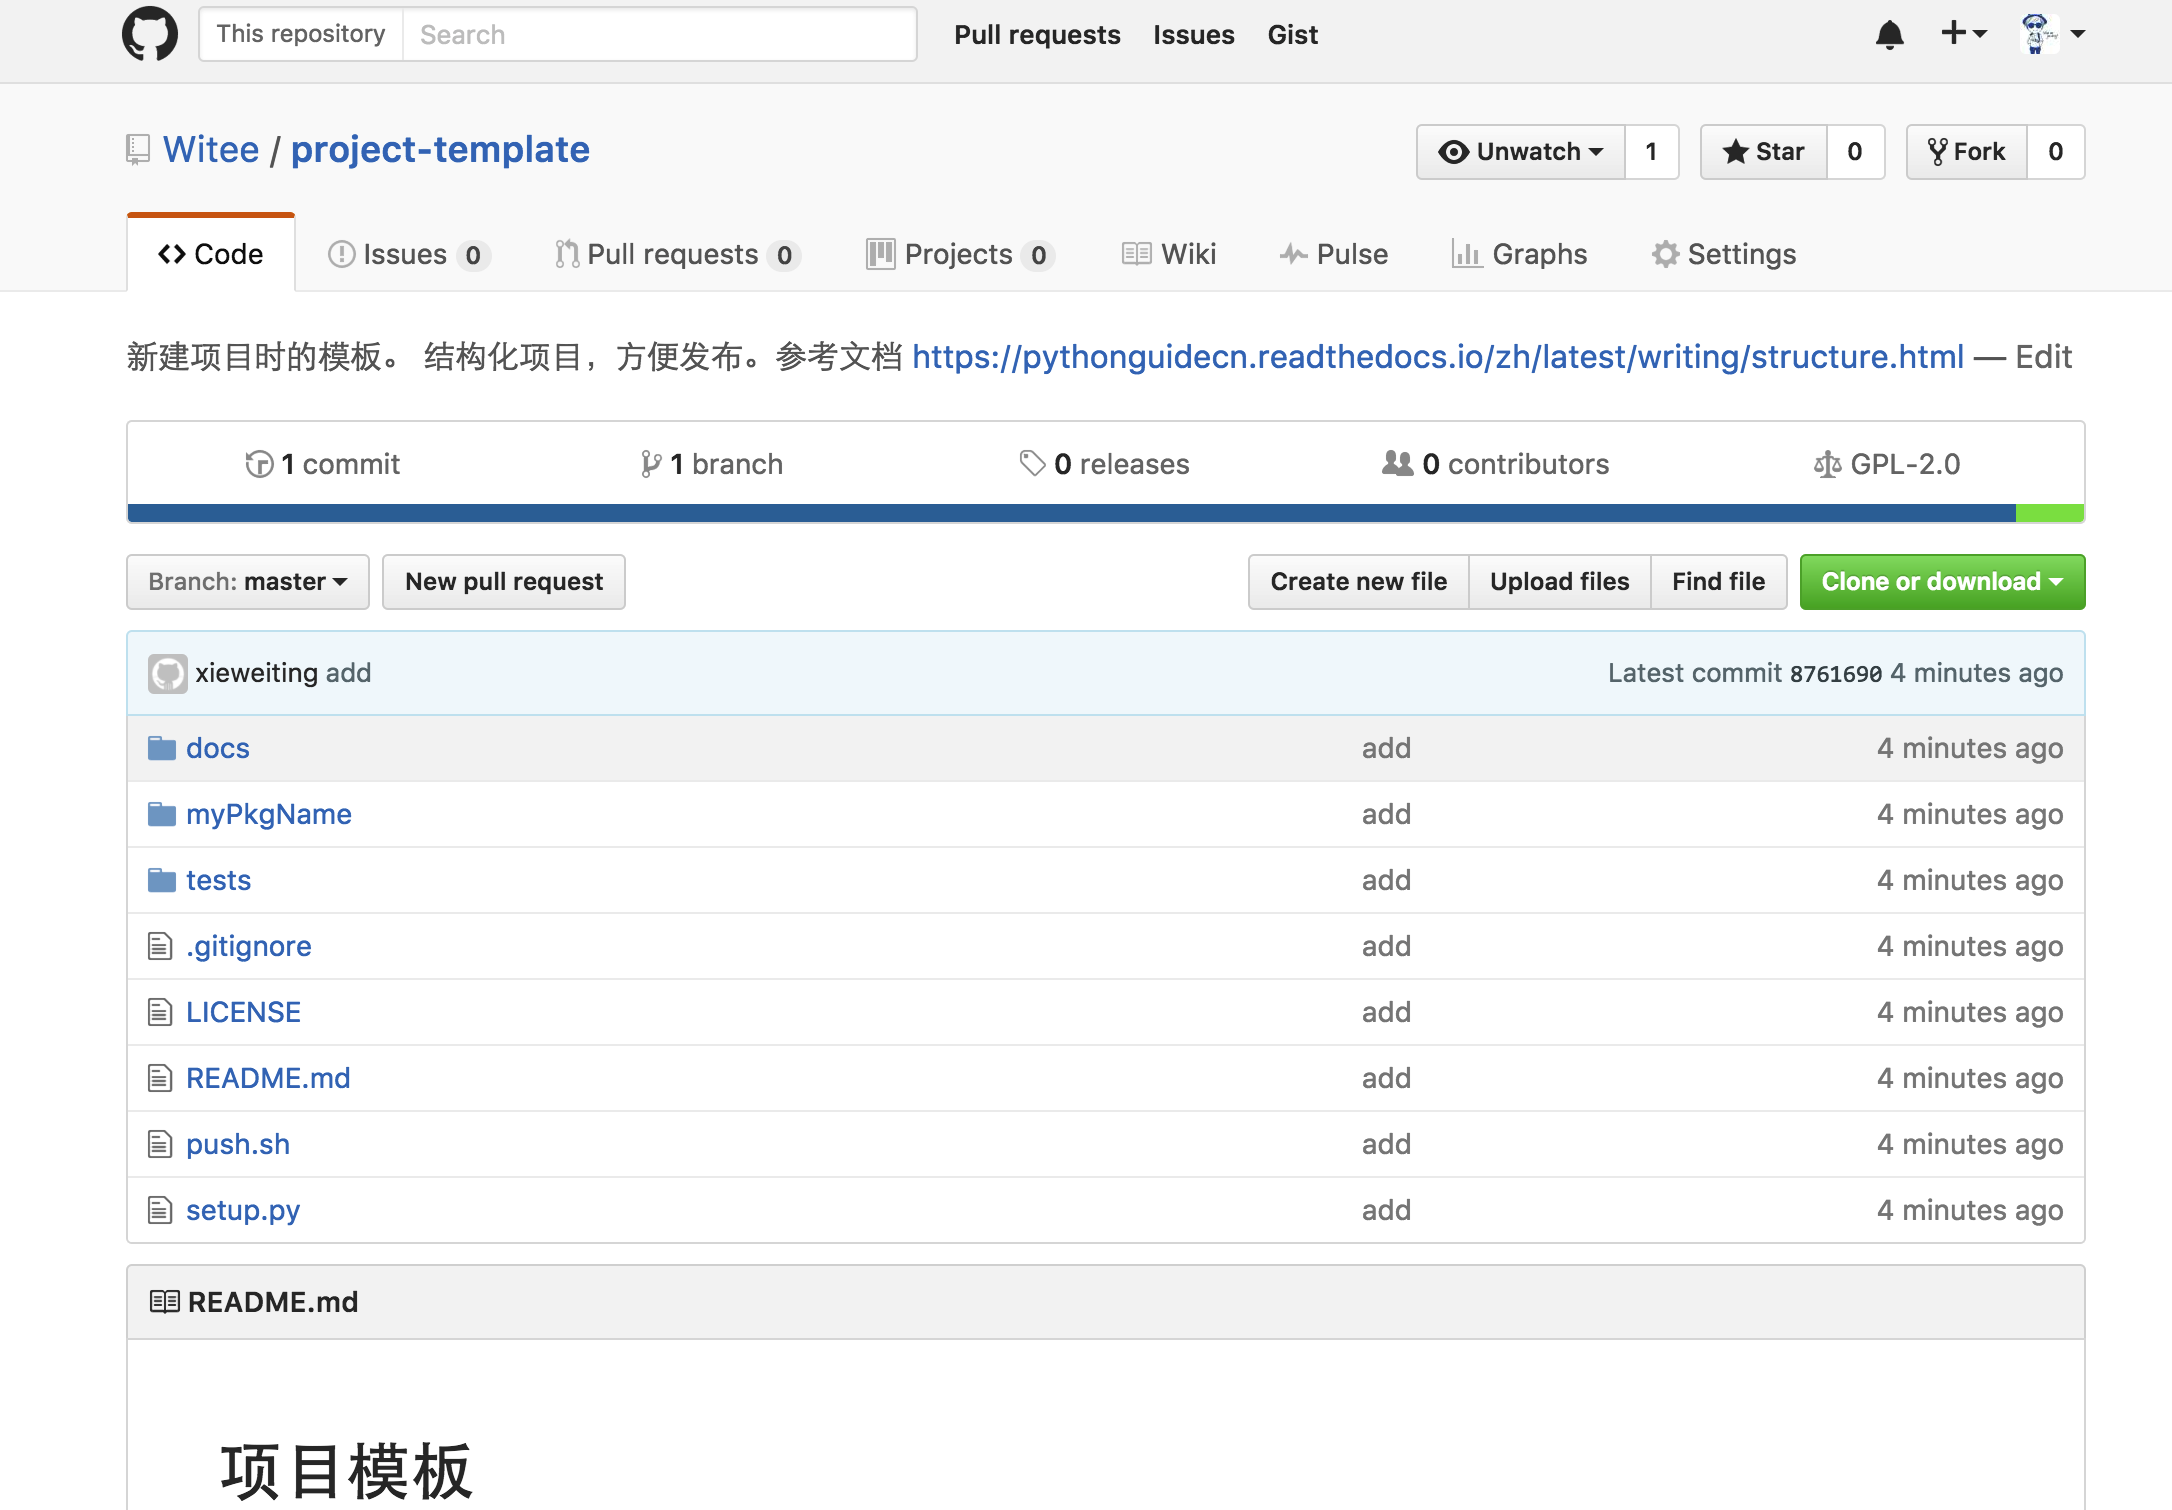 This repository Search Pull requests Issues Gist
Witee / project-template Unwatch 1 Star 0 Fork 0
Code Issues 0 Pull requests 0 Projects 0 Wiki Pulse Graphs Settings
新建项目时的模板。 结构化项目，方便发布。参考文档 https://pythonguidecn.readthedocs.io/zh/latest/writing/structure.html — Edit
1 commit 1 branch 0 releases 0 contributors GPL-2.0
Branch: master New pull request Create new file Upload files Find file Clone or download
xieweiting add Latest commit 8761690 4 minutes ago
docs add 4 minutes ago
myPkgName add 4 minutes ago
tests add 4 minutes ago
.gitignore add 4 minutes ago
LICENSE add 4 minutes ago
README.md add 4 minutes ago
push.sh add 4 minutes ago
setup.py add 4 minutes ago
README.md
项目模板